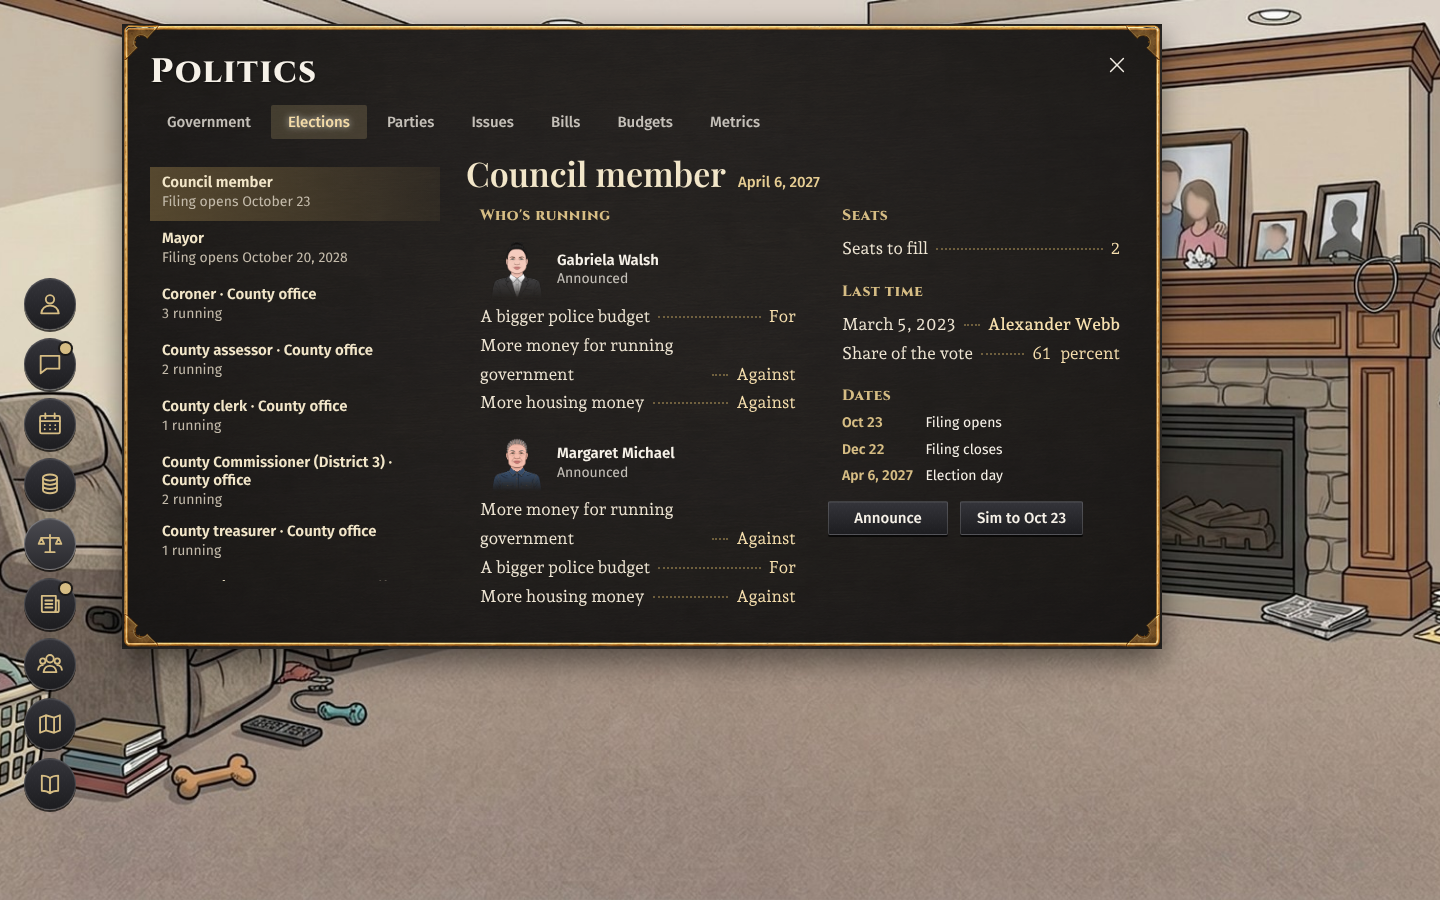 Politics
Government Elections Parties Issues Bills Budgets Metrics
Council member
Filing opens October 23
Mayor
Filing opens October 20, 2028
Coroner · County office
3 running
County assessor · County office
2 running
County clerk · County office
1 running
County Commissioner (District 3) ·
County office
2 running
County treasurer · County office
1 running
Council member April 6, 2027
Who's running
Gabriela Walsh
Announced
A bigger police budget For
More money for running
government Against
More housing money Against
Margaret Michael
Announced
More money for running
government Against
A bigger police budget For
More housing money Against
Seats
Seats to fill 2
Last time
March 5, 2023 Alexander Webb
Share of the vote 61 percent
Dates
Oct 23 Filing opens
Dec 22 Filing closes
Apr 6, 2027 Election day
Announce Sim to Oct 23